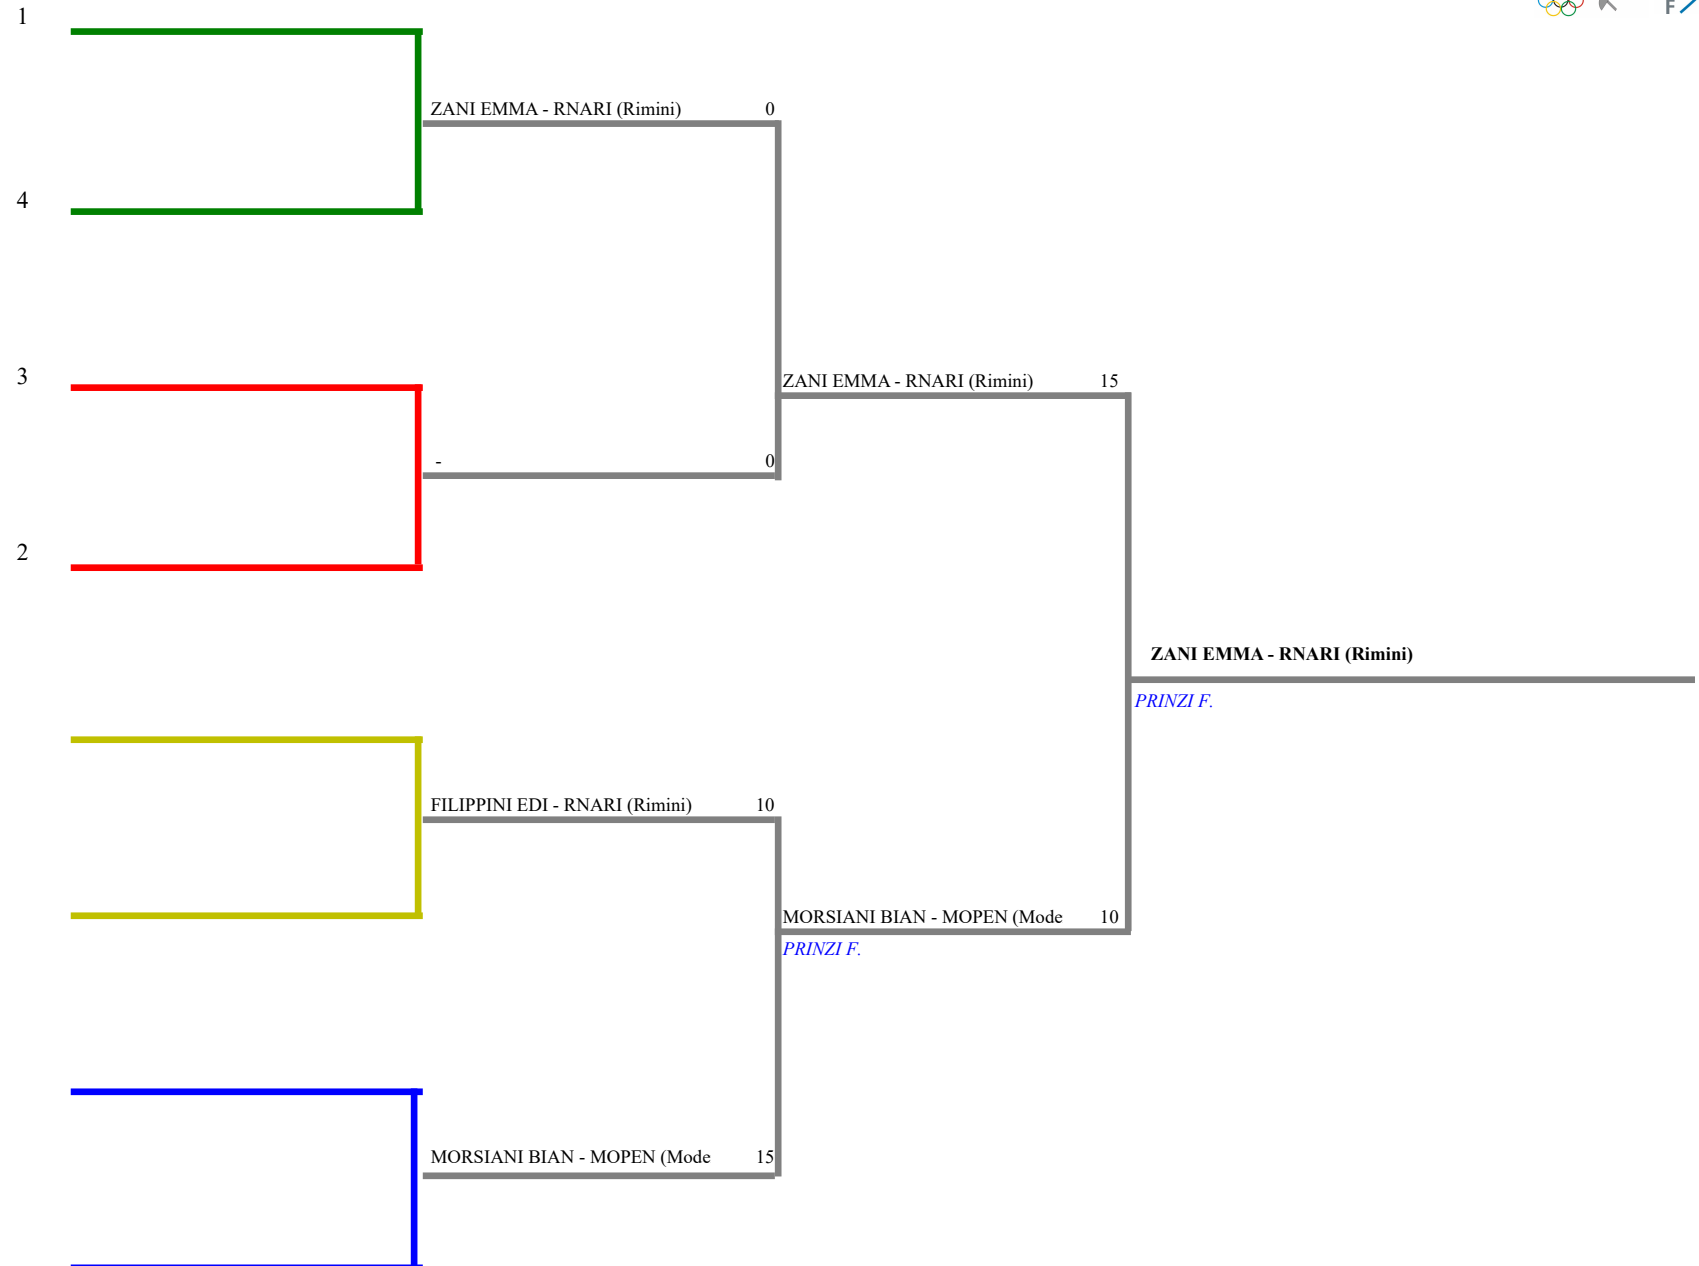 1
F
ZANI EMMA - RNARI (Rimini) 0
4
3
ZANI EMMA - RNARI (Rimini) 15
- 0
2
ZANI EMMA - RNARI (Rimini)
PRINZI F.
FILIPPINI EDI - RNARI (Rimini) 10
MORSIANI BIAN - MOPEN (Mode 10
PRINZI F.
MORSIANI BIAN - MOPEN (Mode 15